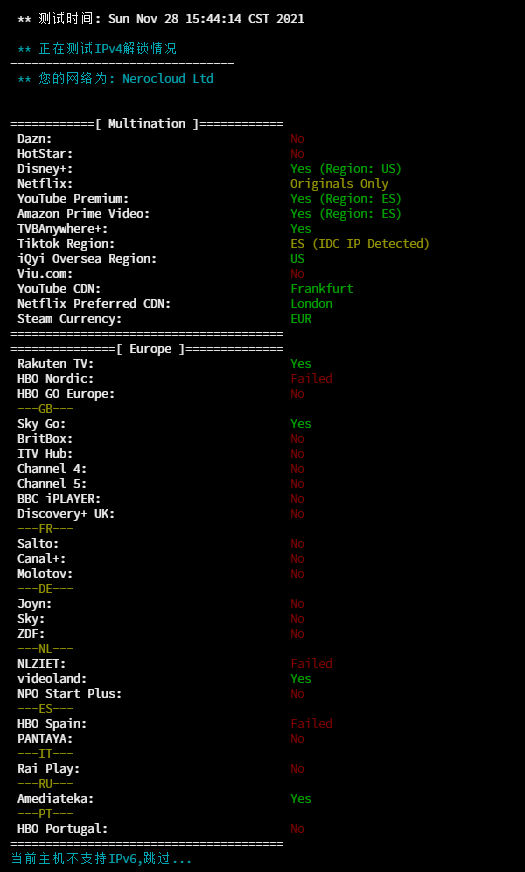 ** 测试时间: Sun Nov 28 15:44:14 CST 2021
** 正在测试IPv4解锁情况
--------------------------------
** 您的网络为: Nerocloud Ltd
============[ Multination ]============
Dazn: No
HotStar: No
Disney+: Yes (Region: US)
Netflix: Originals Only
YouTube Premium: Yes (Region: ES)
Amazon Prime Video: Yes (Region: ES)
TVBAnywhere+: Yes
Tiktok Region: ES (IDC IP Detected)
iQyi Oversea Region: US
Viu.com: No
YouTube CDN: Frankfurt
Netflix Preferred CDN: London
Steam Currency: EUR
=======================================
===============[ Europe ]==============
Rakuten TV: Yes
HBO Nordic: Failed
HBO GO Europe: No
---GB---
Sky Go: Yes
BritBox: No
ITV Hub: No
Channel 4: No
Channel 5: No
BBC iPLAYER: No
Discovery+ UK: No
---FR---
Salto: No
Canal+: No
Molotov: No
---DE---
Joyn: No
Sky: No
ZDF: No
---NL---
NLZIET: Failed
videoland: Yes
NPO Start Plus: No
---ES---
HBO Spain: Failed
PANTAYA: No
---IT---
Rai Play: No
---RU---
Amediateka: Yes
---PT---
HBO Portugal: No
=======================================
当前主机不支持IPv6,跳过...